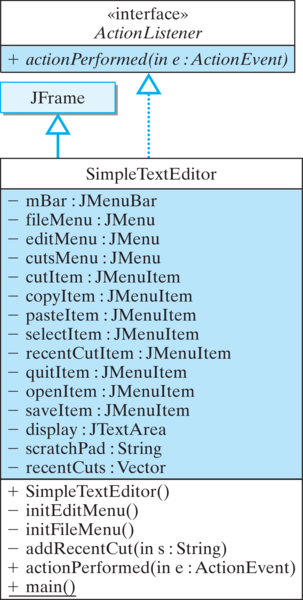 «interface»
ActionListener
+ actionPerformed(in e : ActionEvent)
JFrame
SimpleTextEditor
− mBar : JMenuBar
− fileMenu : JMenu
− editMenu : JMenu
− cutsMenu : JMenu
− cutItem : JMenuItem
− copyItem : JMenuItem
− pasteItem : JMenuItem
− selectItem : JMenuItem
− recentCutItem : JMenuItem
− quitItem : JMenuItem
− openItem : JMenuItem
− saveItem : JMenuItem
− display : JTextArea
− scratchPad : String
− recentCuts : Vector
+ SimpleTextEditor()
− initEditMenu()
− initFileMenu()
− addRecentCut(in s : String)
+ actionPerformed(in e : ActionEvent)
+ main()